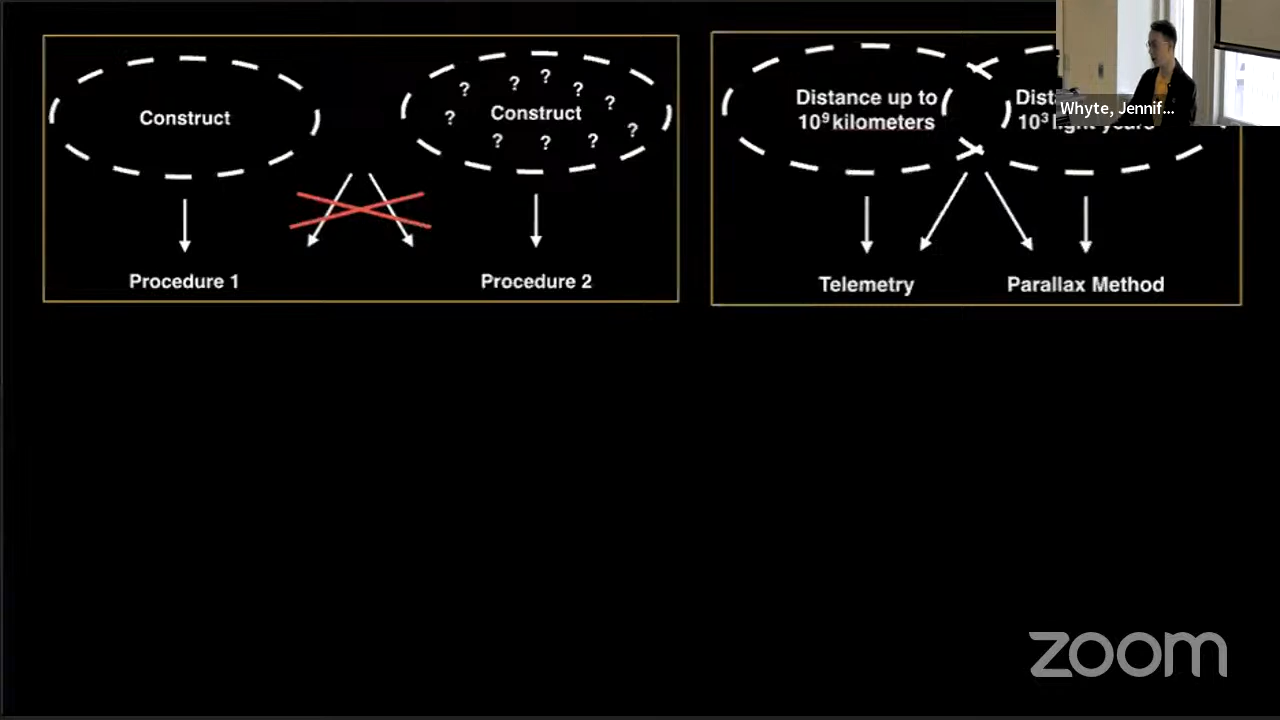 Construct
? ? ? ? ? ? ? ? ? ? ?
Construct
Procedure 1
Procedure 2
Distance up to
10⁹ kilometers
Dist
10³ light years
Telemetry
Parallax Method
Whyte, Jennif...
zoom